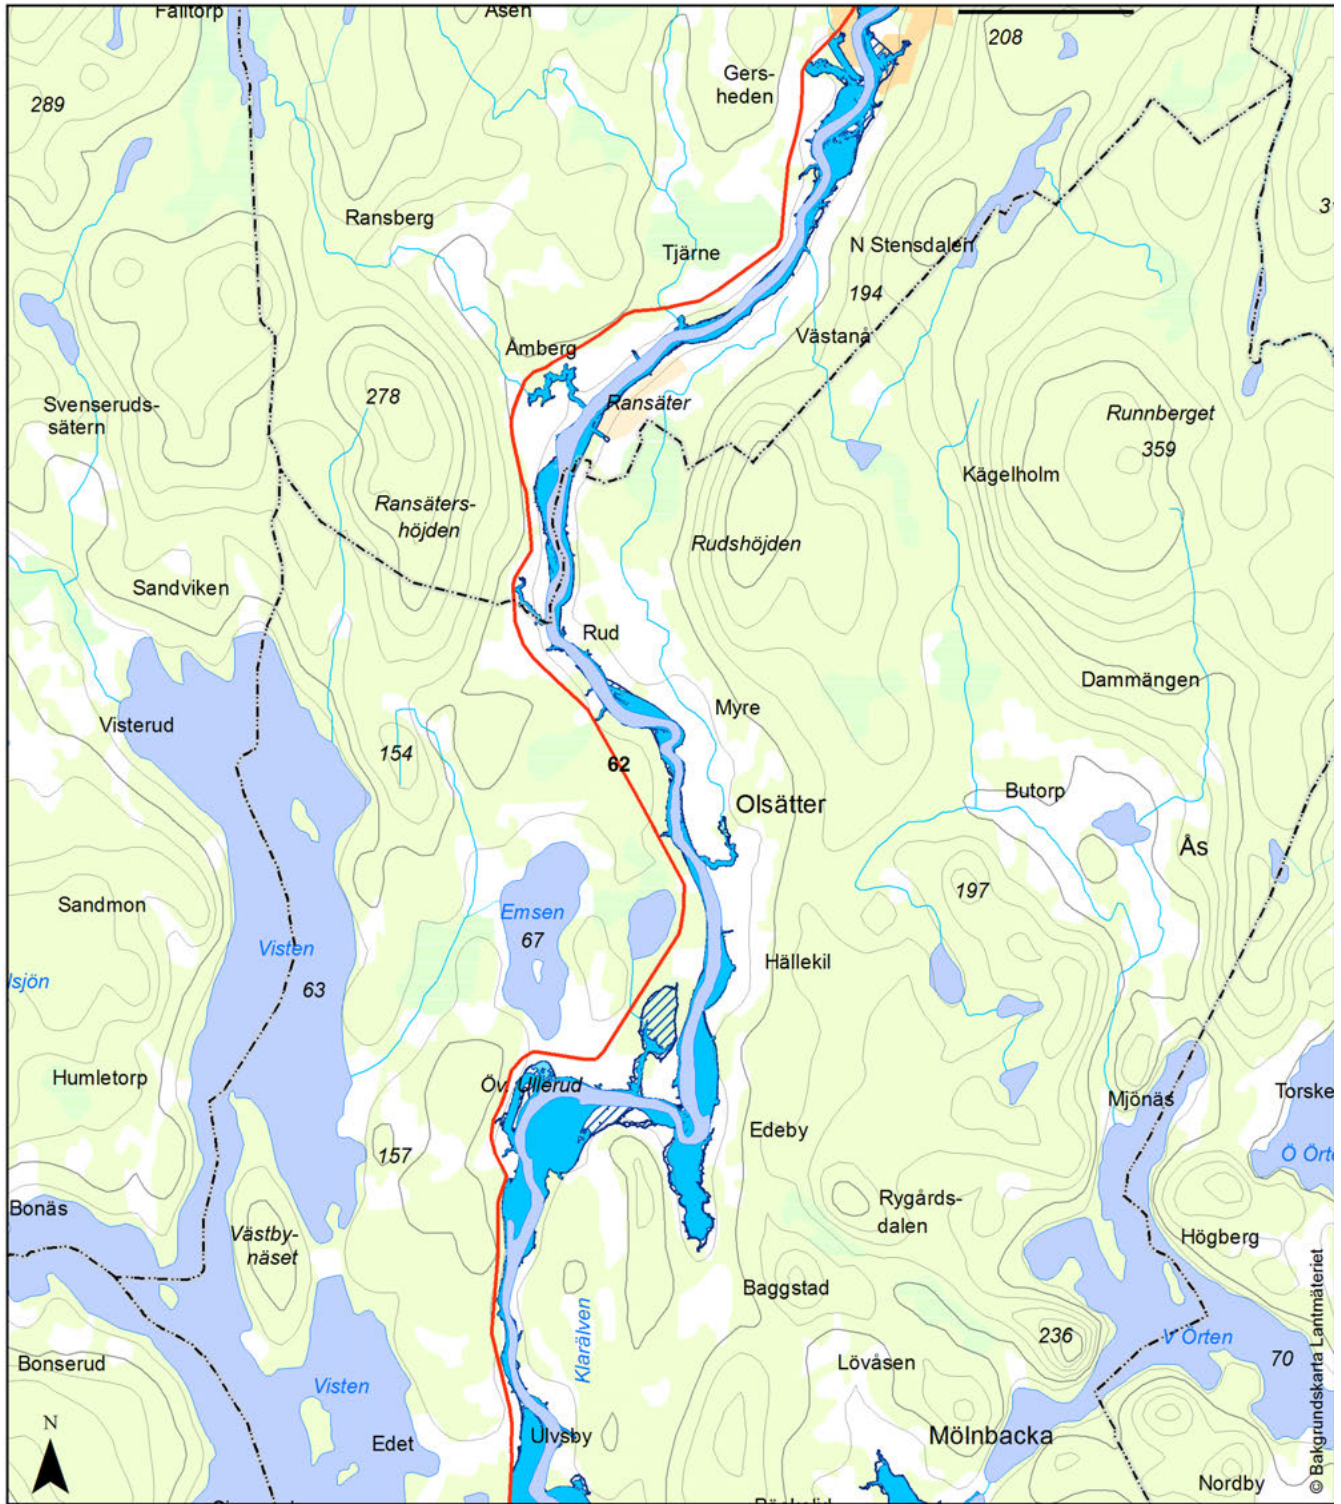 Fälltorp
Åsen
208
Gers-
heden
289
Ransberg
N Stensdalen
Tjärne
194
Västanå
Åmberg
278
Ransäter
Svenseruds-
sätern
Runnberget
359
Kägelholm
Ransäters-
höjden
Rudshöjden
Sandviken
Rud
Dammängen
Myre
Visterud
154
62
Butorp
Olsätter
Ås
197
Sandmon
Emsen
67
Visten
Hällekil
lsjön
63
Humletorp
Öv. Ullerud
Mjönäs
Torske
Edeby
157
Ö Örte
Rygårds-
dalen
Bonäs
Västby-
näset
Högberg
Baggstad
Klarälven
236
V Örten
70
Bonserud
Lövåsen
Visten
© Bakgrundskarta Lantmäteriet
N
Edet
Ulvsby
Mölnbacka
Nordby